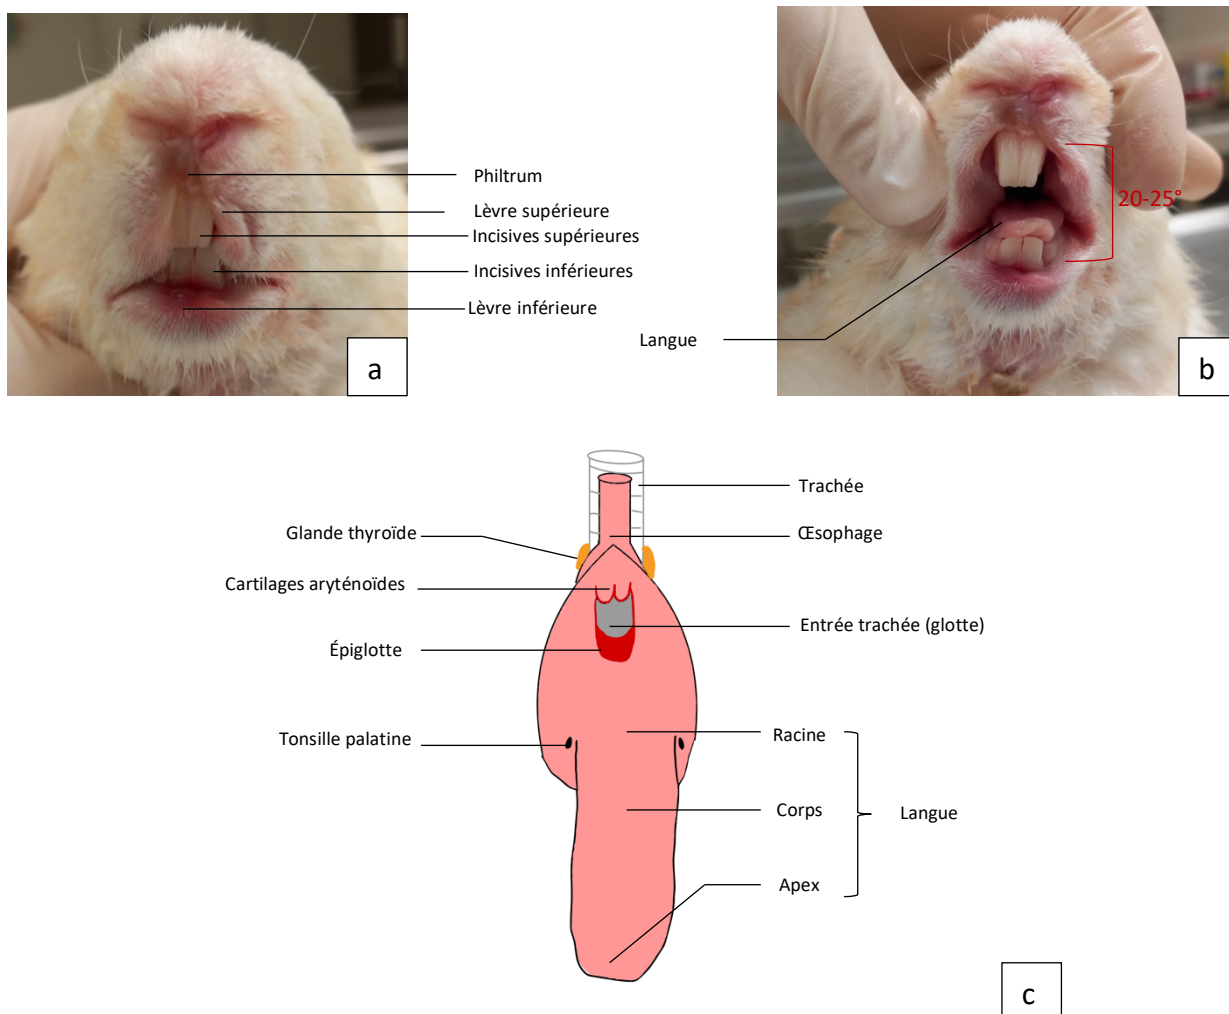 Philtrum
Lèvre supérieure
Incisives supérieures
Incisives inférieures
Lèvre inférieure
a
20-25°
Langue
b
Trachée
Glande thyroïde
Œsophage
Cartilages aryténoïdes
Entrée trachée (glotte)
Épiglotte
Racine
Tonsille palatine
Corps
Langue
Apex
c